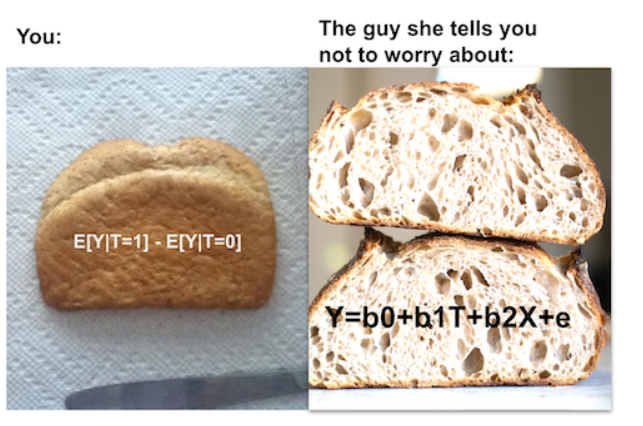 You:
The guy she tells you
not to worry about:
E[Y|T=1] - E[Y|T=0]
Y=b0+b1T+b2X+e